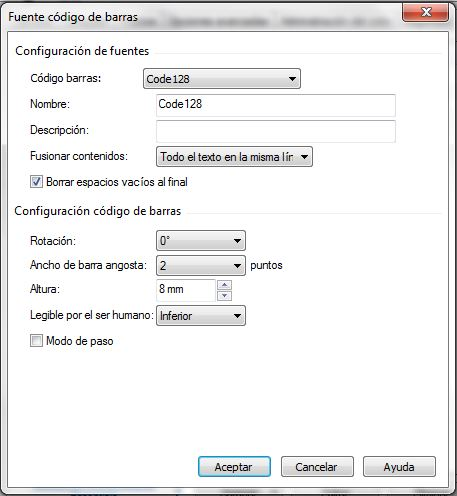 Fuente código de barras
Configuración de fuentes
Código barras: Code128
Nombre: Code128
Descripción:
Fusionar contenidos: Todo el texto en la misma lír
Borrar espacios vacíos al final
Configuración código de barras
Rotación: 0°
Ancho de barra angosta: 2 puntos
Altura: 8 mm
Legible por el ser humano: Inferior
Modo de paso
Aceptar Cancelar Ayuda